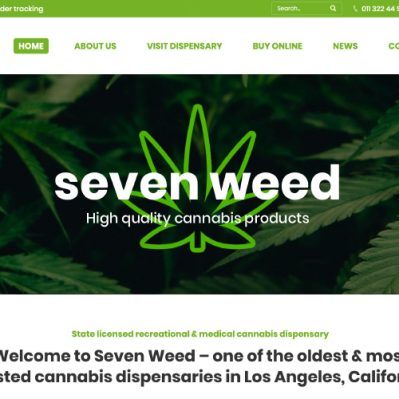 der tracking Search... 011 322 44
HOME ABOUT US VISIT DISPENSARY BUY ONLINE NEWS
seven weed
High quality cannabis products
State licensed recreational & medical cannabis dispensary
Welcome to Seven Weed – one of the oldest & mos
sted cannabis dispensaries in Los Angeles, Califo